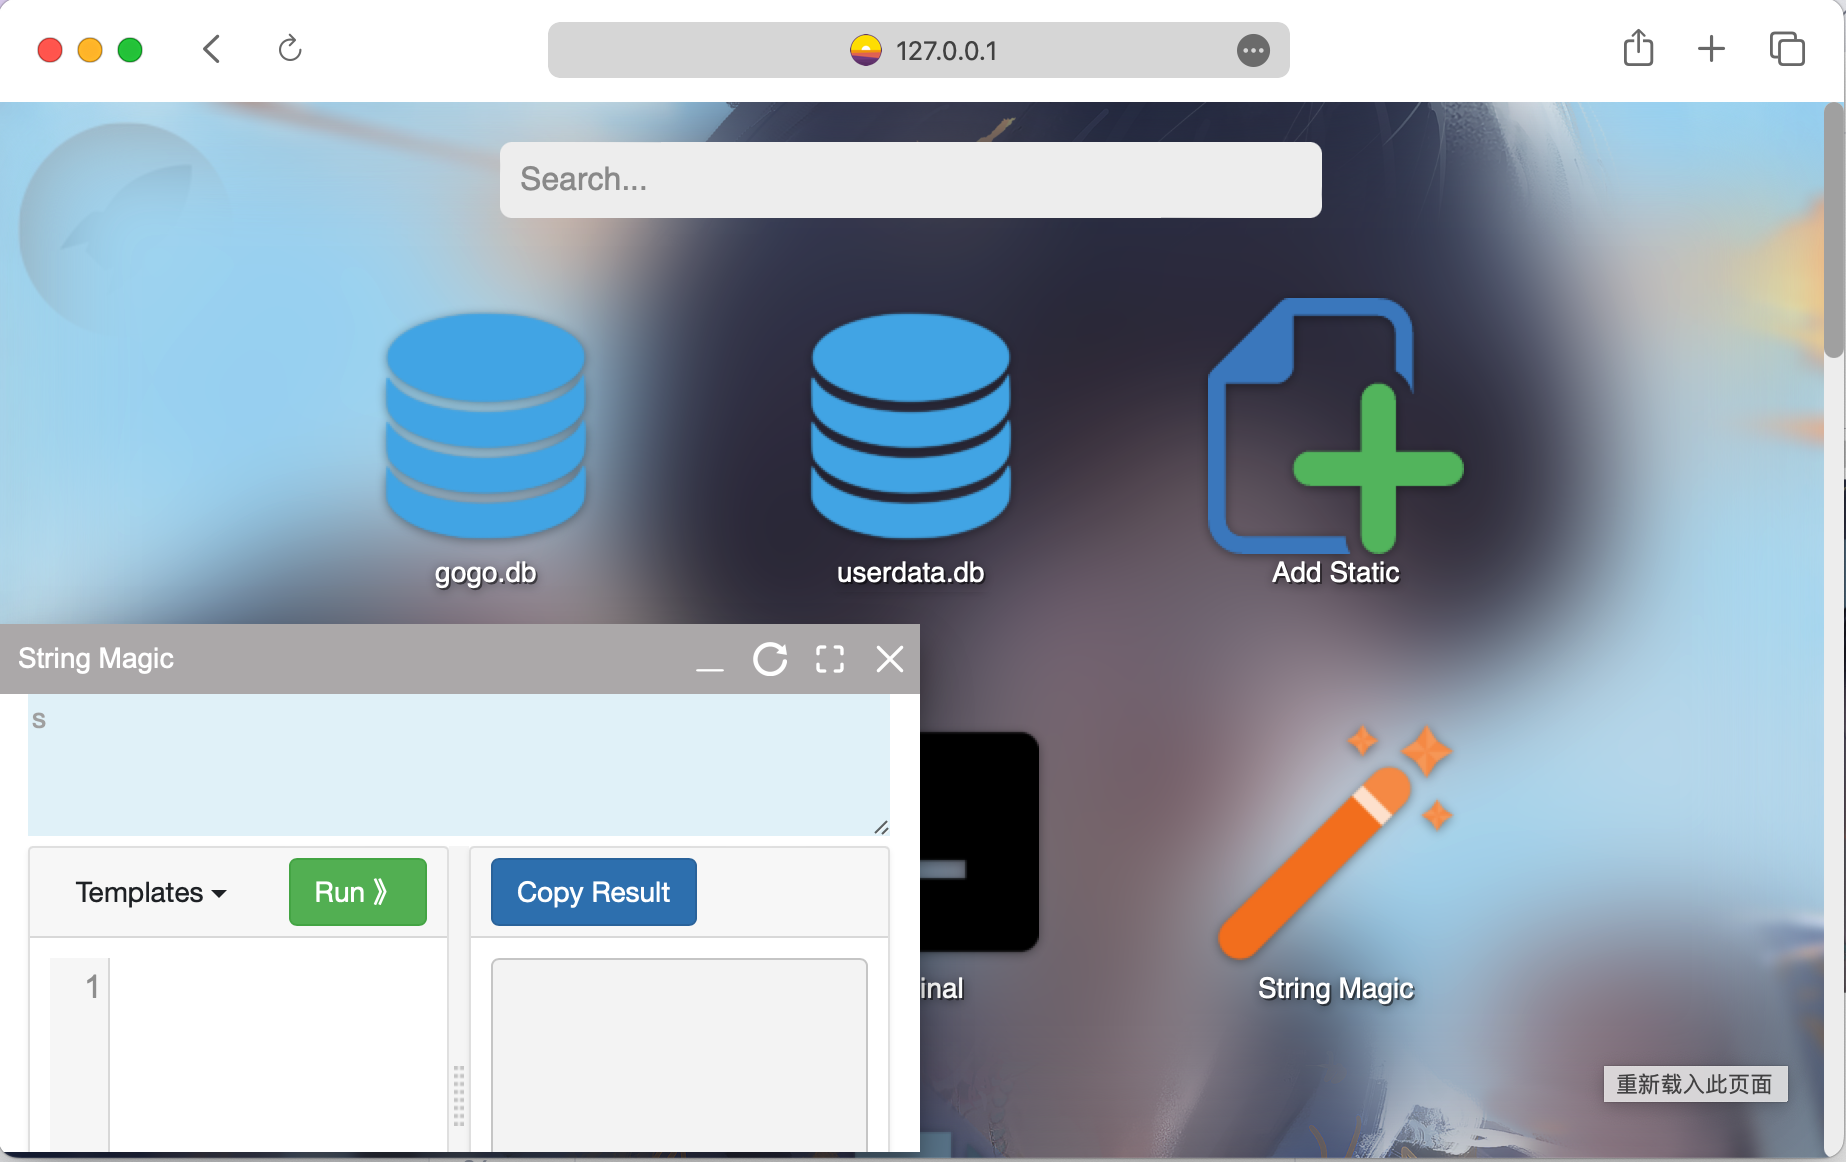 127.0.0.1
Search...
gogo.db
userdata.db
Add Static
String Magic
s
Templates
Run 》
Copy Result
1
inal
String Magic
重新载入此页面